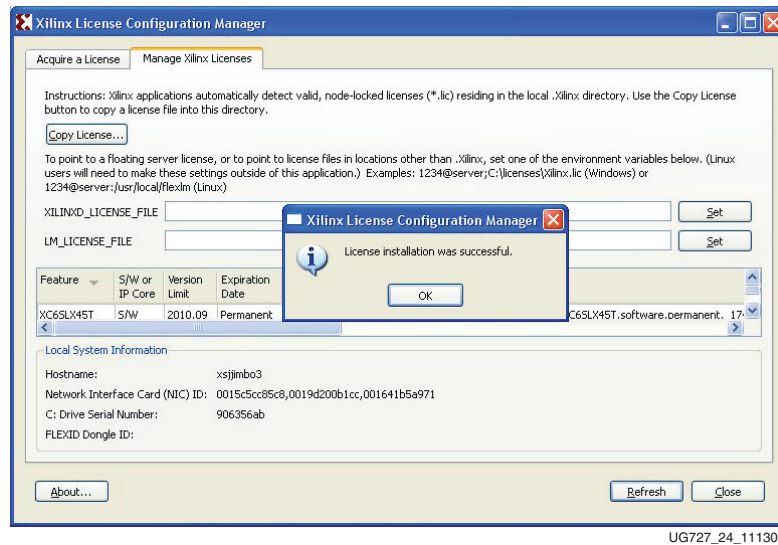 Xilinx License Configuration Manager
Acquire a License
Manage Xilinx Licenses
Instructions: Xilinx applications automatically detect valid, node-locked licenses (*.lic) residing in the local .Xilinx directory. Use the Copy License
button to copy a license file into this directory.
Copy License...
To point to a floating server license, or to point to license files in locations other than .Xilinx, set one of the environment variables below. (Linux
users will need to make these settings outside of this application.) Examples: 1234@server;C:\licenses\Xilinx.lic (Windows) or
1234@server:/usr/local/flexlm (Linux)
XILINXD_LICENSE_FILE
Set
LM_LICENSE_FILE
Set
Xilinx License Configuration Manager
License installation was successful.
OK
Feature S/W or IP Core Version Limit Expiration Date
XC6SLX45T S/W 2010.09 Permanent C6SLX45T.software.permanent. 17
Local System Information
Hostname: xsjjimbo3
Network Interface Card (NIC) ID: 0015c5cc85c8,0019d200b1cc,001641b5a971
C: Drive Serial Number: 906356ab
FLEXID Dongle ID:
About...
Refresh
Close
UG727_24_11130